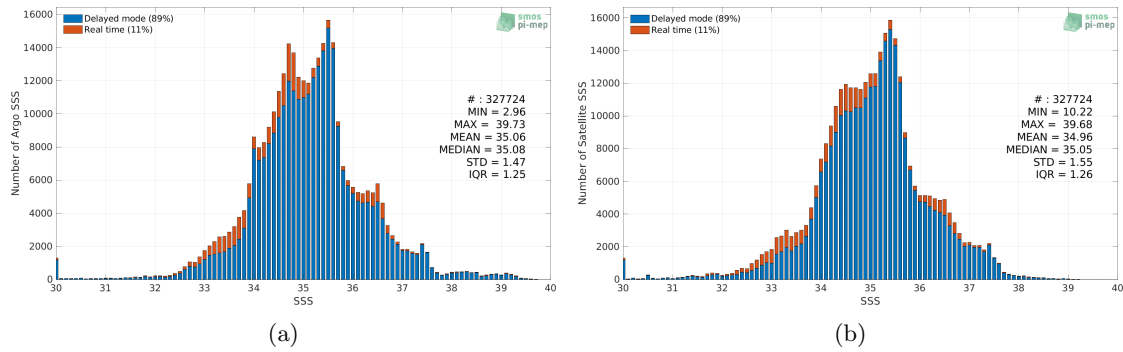 Delayed mode (89%)
Real time (11%)
smos
pi-mep
# : 327724
MIN = 2.96
MAX = 39.73
MEAN = 35.06
MEDIAN = 35.08
STD = 1.47
IQR = 1.25
Number of Argo SSS
16000
14000
12000
10000
8000
6000
4000
2000
0
30 31 32 33 34 35 36 37 38 39 40
SSS
(a)
Delayed mode (89%)
Real time (11%)
smos
pi-mep
# : 327724
MIN = 10.22
MAX = 39.68
MEAN = 34.96
MEDIAN = 35.05
STD = 1.55
IQR = 1.26
Number of Satellite SSS
16000
14000
12000
10000
8000
6000
4000
2000
0
30 31 32 33 34 35 36 37 38 39 40
SSS
(b)